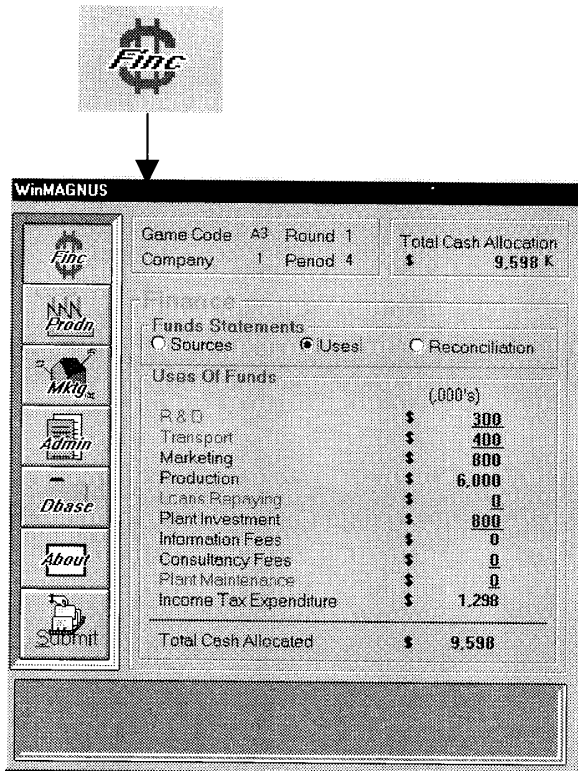 Finc
WinMAGNUS
Finc
Prodn
Mktg
Admin
Dbase
About
Submit
Game Code A3 Round 1
Company 1 Period 4
Total Cash Allocation
$ 9,598 K
Finance
Funds Statements
Sources Uses Reconciliation
Uses Of Funds
(,000's)
R & D $ 300
Transport $ 400
Marketing $ 800
Production $ 6,000
Loans Repaying $ 0
Plant Investment $ 800
Information Fees $ 0
Consultancy Fees $ 0
Plant Maintenance $ 0
Income Tax Expenditure $ 1,298
Total Cash Allocated $ 9,598